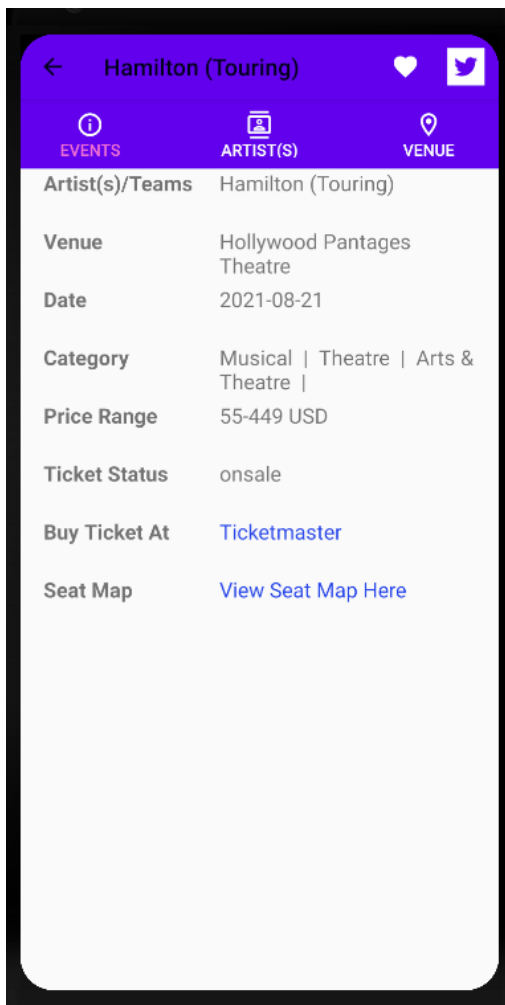 Hamilton (Touring)
EVENTS ARTIST(S) VENUE
Artist(s)/Teams Hamilton (Touring)
Venue Hollywood Pantages
Theatre
Date 2021-08-21
Category Musical | Theatre | Arts &
Theatre |
Price Range 55-449 USD
Ticket Status onsale
Buy Ticket At Ticketmaster
Seat Map View Seat Map Here